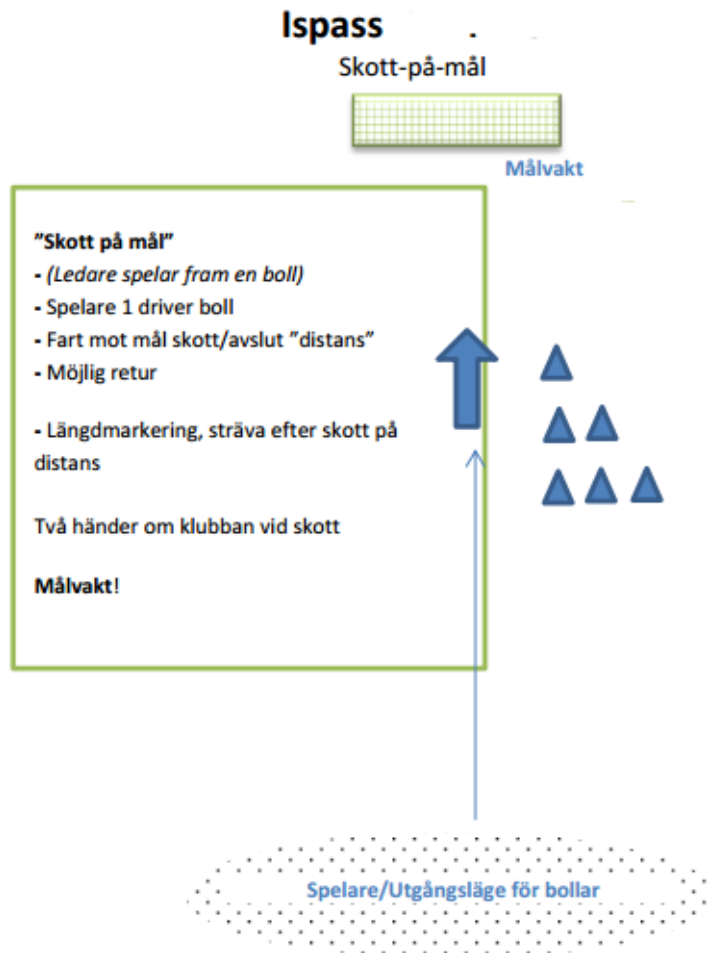 Ispass
Skott-på-mål
Målvakt
”Skott på mål”
- (Ledare spelar fram en boll)
- Spelare 1 driver boll
- Fart mot mål skott/avslut ”distans”
- Möjlig retur
- Längdmarkering, sträva efter skott på
distans
Två händer om klubban vid skott
Målvakt!
Spelare/Utgångsläge för bollar